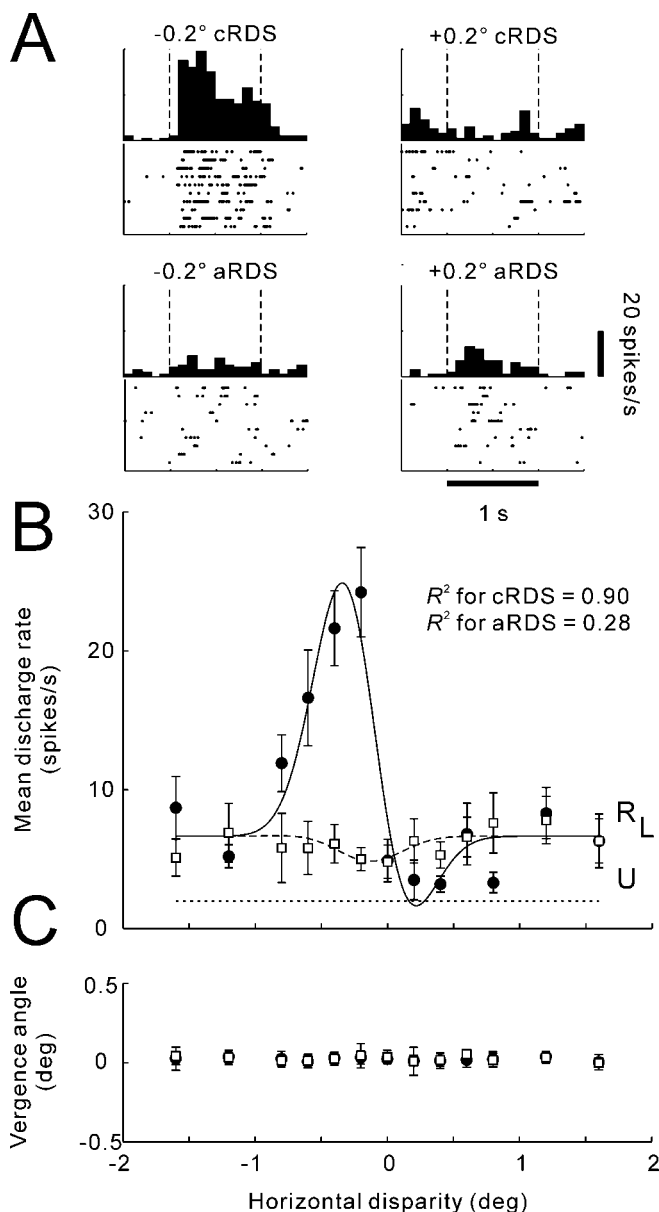 A
-0.2° cRDS
+0.2° cRDS
-0.2° aRDS
+0.2° aRDS
20 spikes/s
1 s
B
30
20
10
0
Mean discharge rate
(spikes/s)
R² for cRDS = 0.90
R² for aRDS = 0.28
R
L
U
C
0.5
0
-0.5
Vergence angle
(deg)
-2
-1
0
1
2
Horizontal disparity (deg)